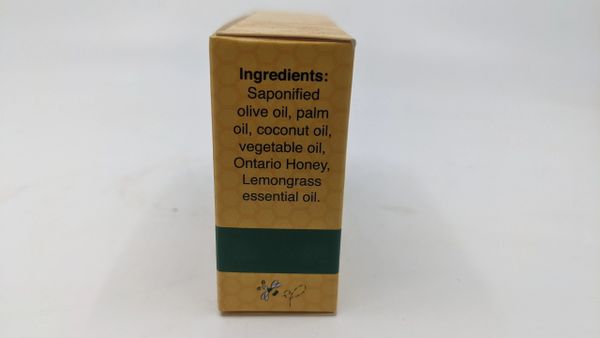 Ingredients:
Saponified
olive oil, palm
oil, coconut oil,
vegetable oil,
Ontario Honey,
Lemongrass
essential oil.